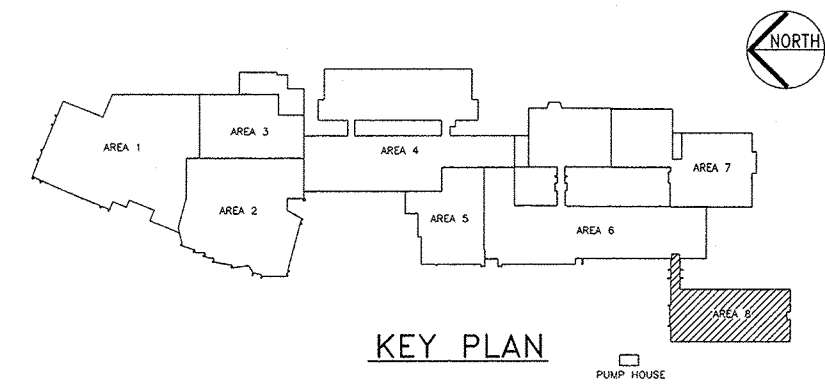 NORTH
AREA 1
AREA 3
AREA 4
AREA 7
AREA 2
AREA 5
AREA 6
AREA 8
KEY PLAN
PUMP HOUSE